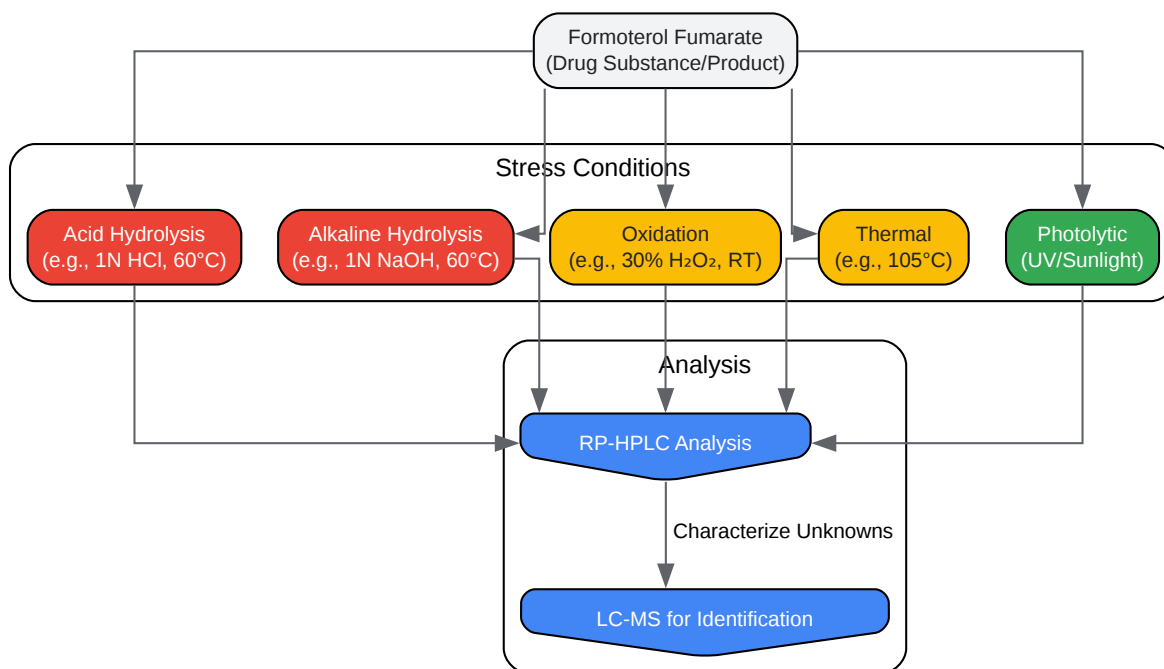 Formoterol Fumarate
(Drug Substance/Product)
Stress Conditions
Acid Hydrolysis
(e.g., 1N HCl, 60°C)
Alkaline Hydrolysis
(e.g., 1N NaOH, 60°C)
Oxidation
(e.g., 30% H₂O₂, RT)
Thermal
(e.g., 105°C)
Photolytic
(UV/Sunlight)
Analysis
RP-HPLC Analysis
Characterize Unknowns
LC-MS for Identification